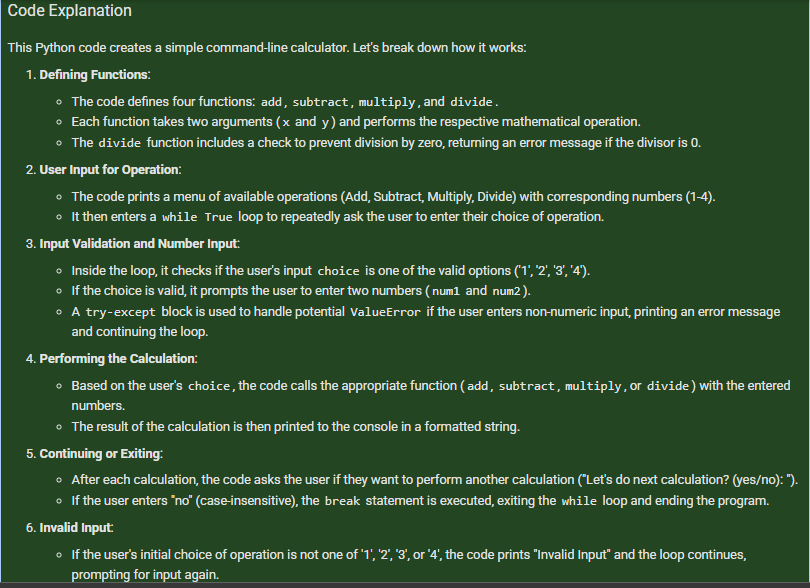 Code Explanation
This Python code creates a simple command-line calculator. Let's break down how it works:
1. Defining Functions:
The code defines four functions: add, subtract, multiply, and divide.
Each function takes two arguments (x and y) and performs the respective mathematical operation.
The divide function includes a check to prevent division by zero, returning an error message if the divisor is 0.
2. User Input for Operation:
The code prints a menu of available operations (Add, Subtract, Multiply, Divide) with corresponding numbers (1-4).
It then enters a while True loop to repeatedly ask the user to enter their choice of operation.
3. Input Validation and Number Input:
Inside the loop, it checks if the user's input choice is one of the valid options ('1', '2', '3', '4').
If the choice is valid, it prompts the user to enter two numbers (num1 and num2).
A try-except block is used to handle potential ValueError if the user enters non-numeric input, printing an error message
and continuing the loop.
4. Performing the Calculation:
Based on the user's choice, the code calls the appropriate function (add, subtract, multiply, or divide) with the entered
numbers.
The result of the calculation is then printed to the console in a formatted string.
5. Continuing or Exiting:
After each calculation, the code asks the user if they want to perform another calculation ("Let's do next calculation? (yes/no): ").
If the user enters "no" (case-insensitive), the break statement is executed, exiting the while loop and ending the program.
6. Invalid Input:
If the user's initial choice of operation is not one of '1', '2', '3', or '4', the code prints "Invalid Input" and the loop continues,
prompting for input again.